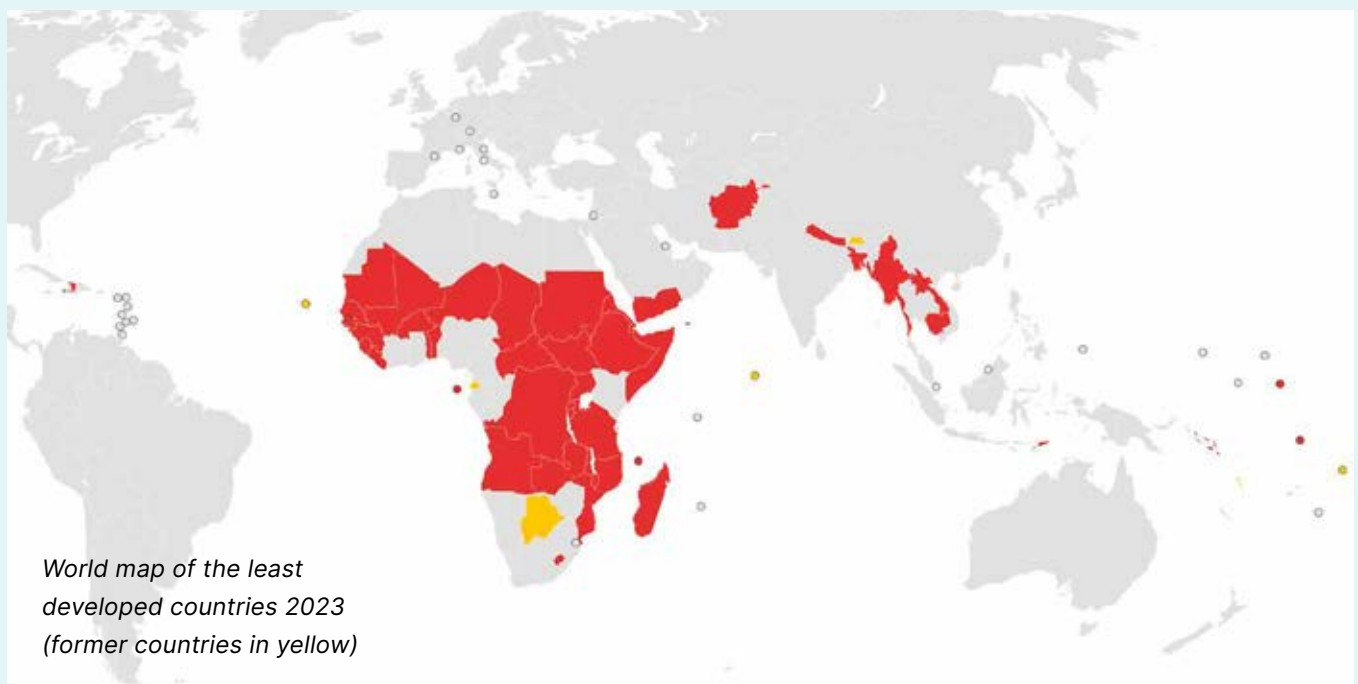 World map of the least
developed countries 2023
(former countries in yellow)